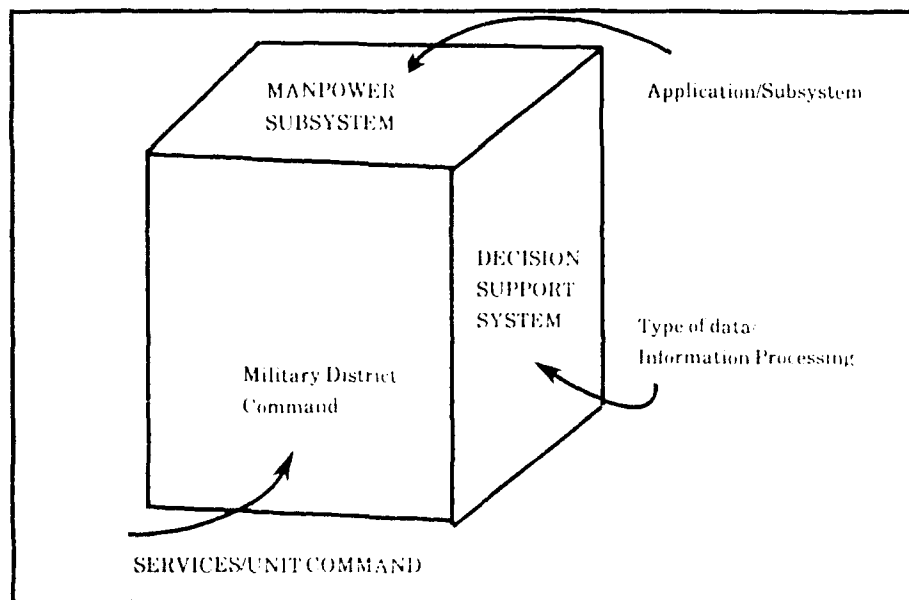 MANPOWER
SUBSYSTEM
Application/Subsystem
DECISION
SUPPORT
SYSTEM
Type of data/
Information Processing
Military District
Command
SERVICES/UNIT COMMAND